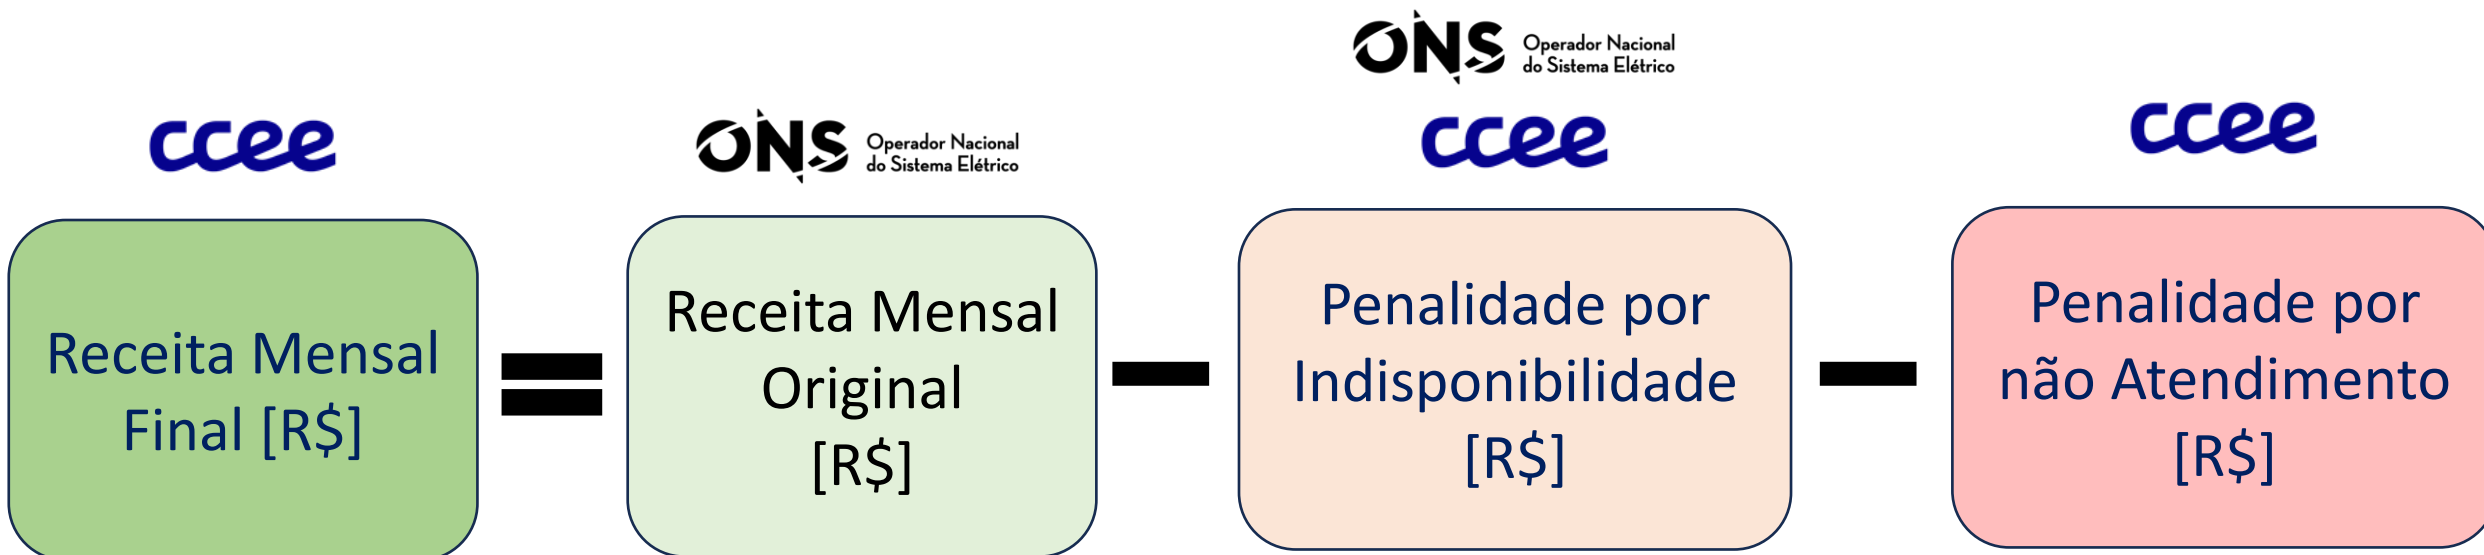 ONS Operador Nacional
do Sistema Elétrico
ccee
ONS Operador Nacional
do Sistema Elétrico
ccee
ccee
Receita Mensal
Final [R$]
=
Receita Mensal
Original
[R$]
—
Penalidade por
Indisponibilidade
[R$]
—
Penalidade por
não Atendimento
[R$]